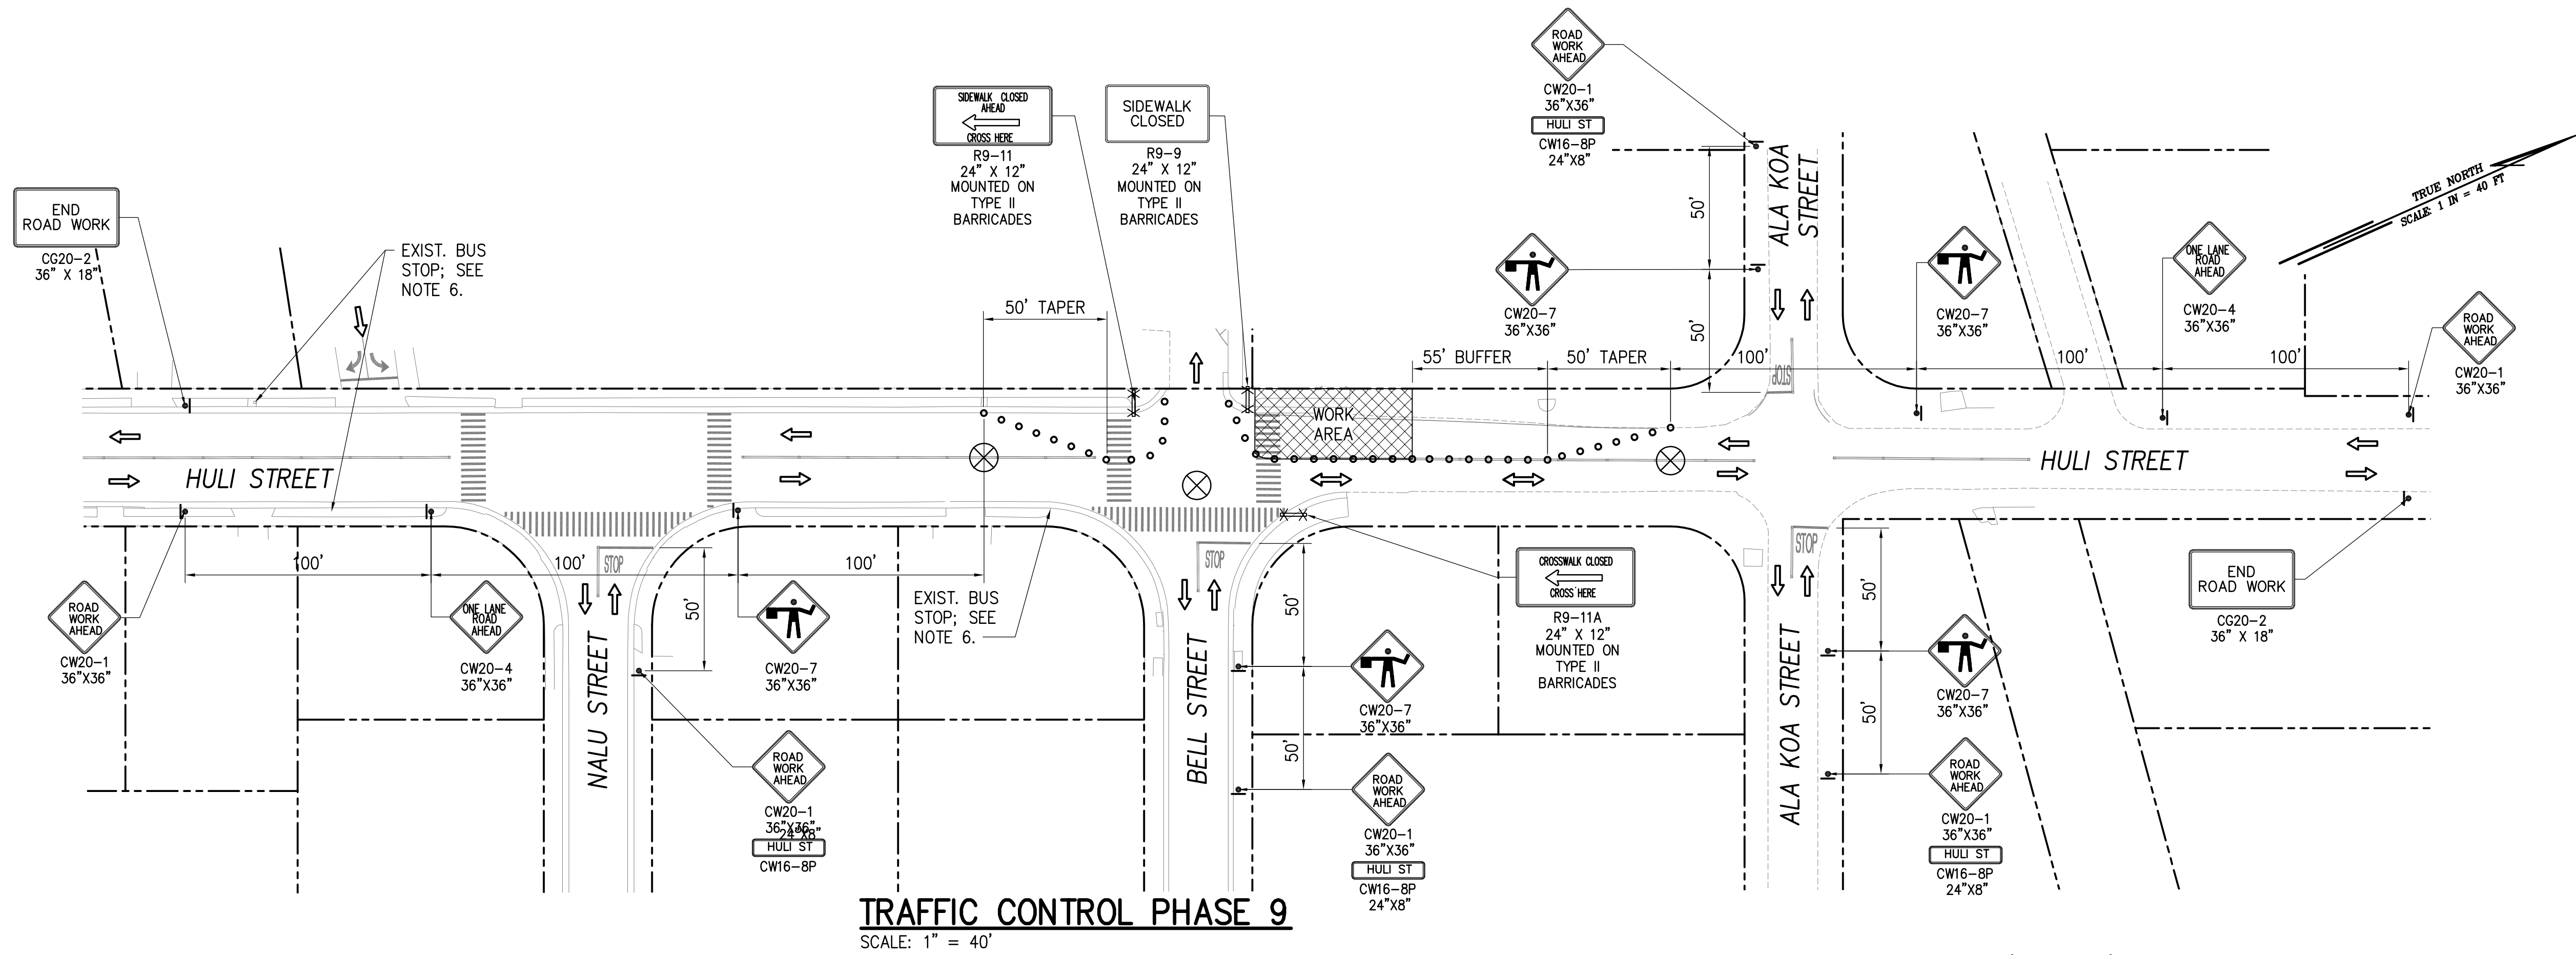 ROAD
WORK
AHEAD
CW20-1
36"X36"
HULI ST
CW16-8P
24"X8"
SIDEWALK CLOSED
AHEAD
CROSS HERE
R9-11
24" X 12"
MOUNTED ON
TYPE II
BARRICADES
SIDEWALK
CLOSED
R9-9
24" X 12"
MOUNTED ON
TYPE II
BARRICADES
ALA KOA
STREET
TRUE NORTH
SCALE: 1 IN = 40 FT
END
ROAD WORK
CG20-2
36" X 18"
EXIST. BUS
STOP; SEE
NOTE 6.
50'
50'
CW20-7
36"X36"
CW20-7
36"X36"
ONE LANE
ROAD
AHEAD
CW20-4
36"X36"
ROAD
WORK
AHEAD
CW20-1
36"X36"
50' TAPER
55' BUFFER
50' TAPER
100'
100'
100'
STOP
WORK
AREA
HULI STREET
HULI STREET
100'
100'
100'
STOP
STOP
STOP
50'
50'
50'
50'
50'
ROAD
WORK
AHEAD
CW20-1
36"X36"
ONE LANE
ROAD
AHEAD
CW20-4
36"X36"
CW20-7
36"X36"
EXIST. BUS
STOP; SEE
NOTE 6.
CROSSWALK CLOSED
CROSS HERE
R9-11A
24" X 12"
MOUNTED ON
TYPE II
BARRICADES
END
ROAD WORK
CG20-2
36" X 18"
NALU STREET
BELL STREET
ALA KOA STREET
CW20-7
36"X36"
CW20-7
36"X36"
ROAD
WORK
AHEAD
CW20-1
36"X36"
24"X8"
HULI ST
CW16-8P
ROAD
WORK
AHEAD
CW20-1
36"X36"
HULI ST
CW16-8P
24"X8"
ROAD
WORK
AHEAD
CW20-1
36"X36"
HULI ST
CW16-8P
24"X8"
TRAFFIC CONTROL PHASE 9
SCALE: 1" = 40'